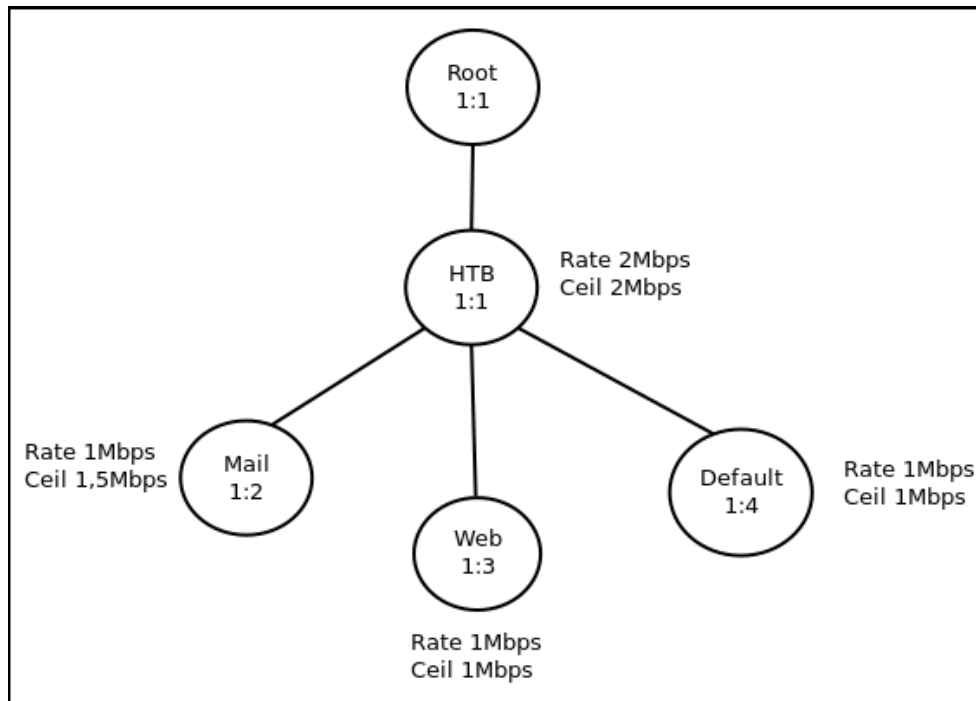 Root
1:1
HTB
1:1
Rate 2Mbps
Ceil 2Mbps
Rate 1Mbps
Ceil 1,5Mbps
Mail
1:2
Web
1:3
Rate 1Mbps
Ceil 1Mbps
Default
1:4
Rate 1Mbps
Ceil 1Mbps